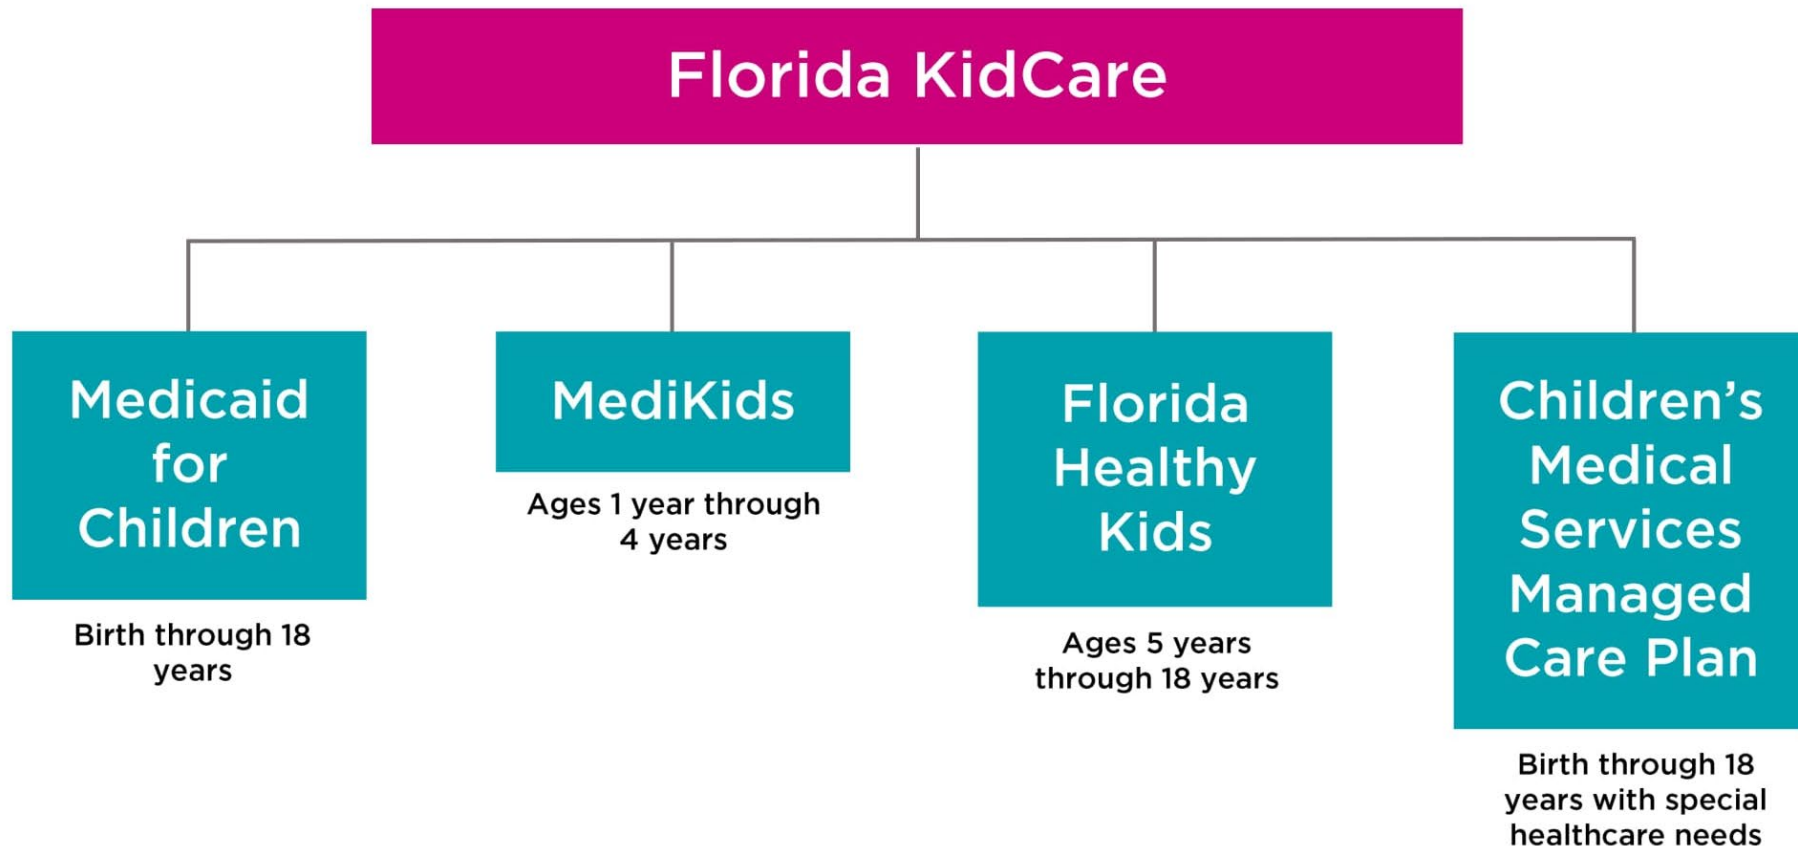 Florida KidCare
Medicaid
for
Children
Birth through 18
years
MediKids
Ages 1 year through
4 years
Florida
Healthy
Kids
Ages 5 years
through 18 years
Children’s
Medical
Services
Managed
Care Plan
Birth through 18
years with special
healthcare needs